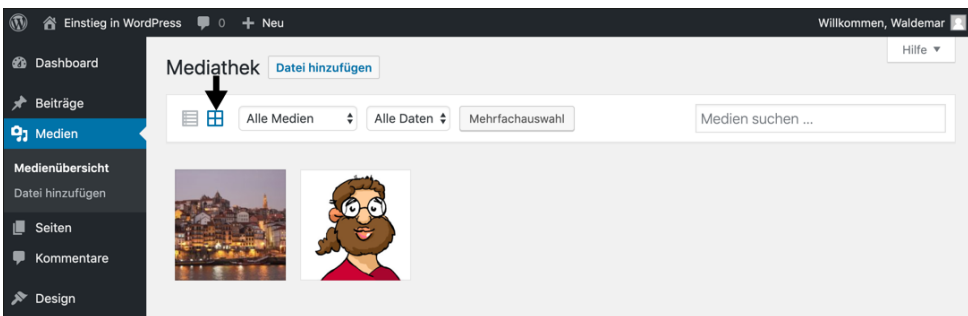 Einstieg in WordPress 0 + Neu Willkommen, Waldemar
Hilfe ▼
Dashboard
Mediathek Datei hinzufügen
Beiträge
Alle Medien Alle Daten Mehrfachauswahl Medien suchen ...
Medien
Medienübersicht
Datei hinzufügen
Seiten
Kommentare
Design